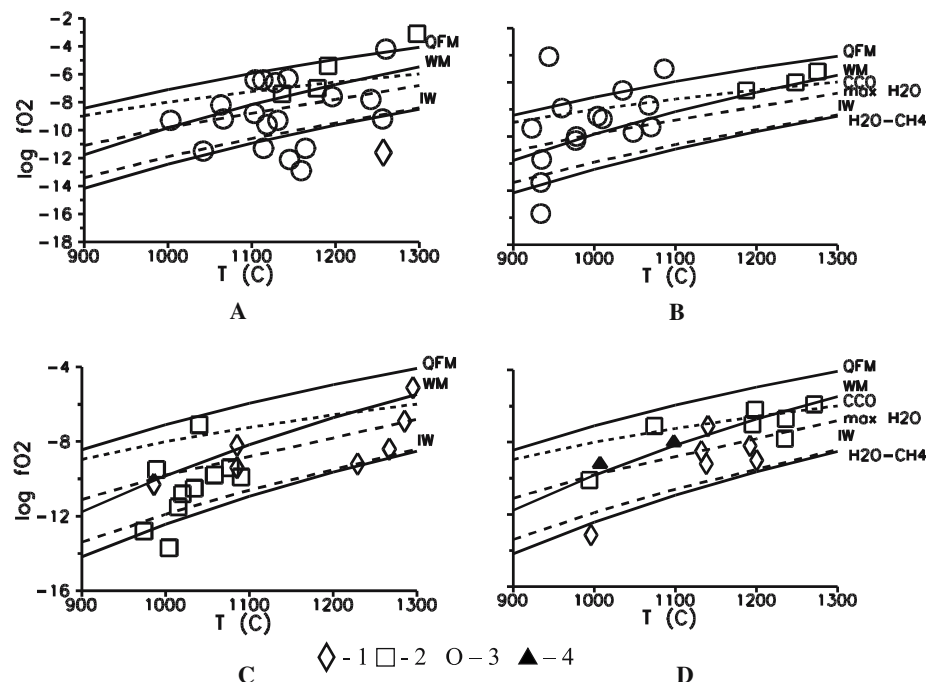 -2
-4
-6
-8
-10
-12
-14
-16
-18
log fO2
QFM
WM
IW
900 1000 1100 1200 1300
T (C)
A
QFM
WM
CCO
max H2O
IW
H2O-CH4
900 1000 1100 1200 1300
T (C)
B
-4
-8
-12
-16
log fO2
QFM
WM
IW
900 1000 1100 1200 1300
T (C)
C
QFM
WM
CCO
max H2O
IW
H2O-CH4
900 1000 1100 1200 1300
T (C)
D
- 1 - 2 O - 3 - 4